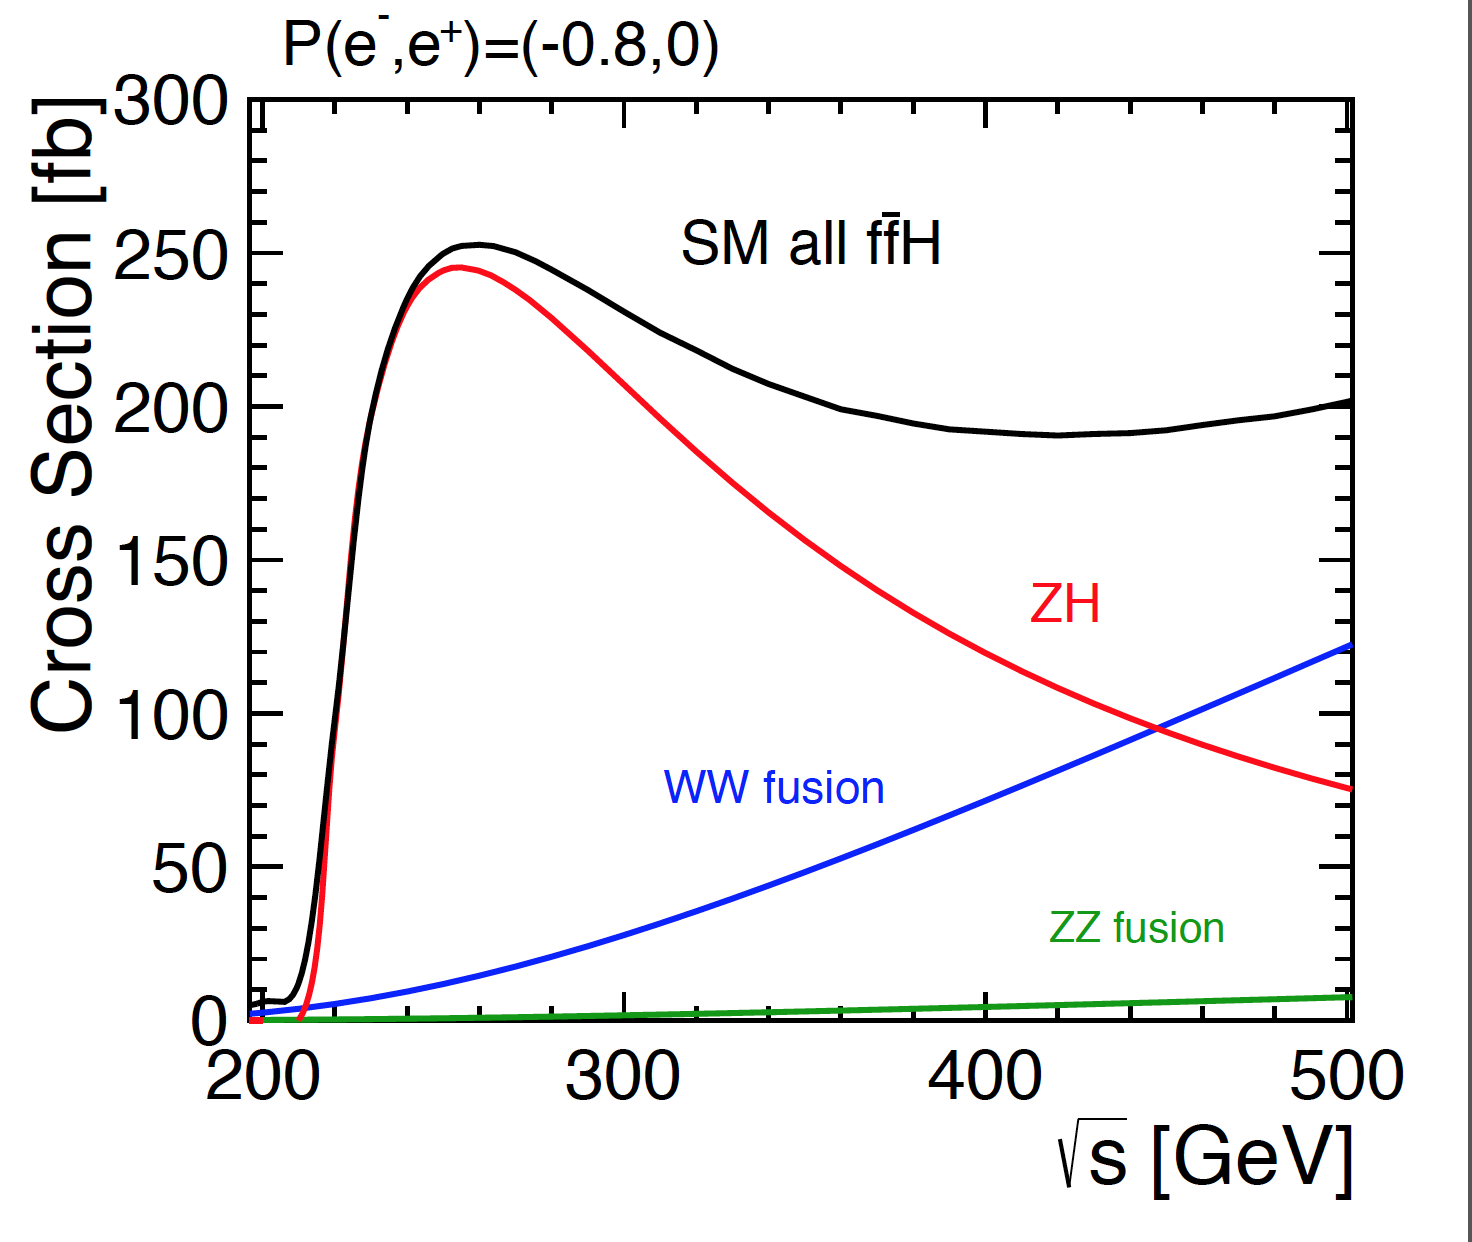 P(e⁻,e⁺)=(-0.8,0)
Cross Section [fb]
300
250
200
150
100
50
0
SM all ff̄H
ZH
WW fusion
ZZ fusion
200 300 400 500
√s [GeV]